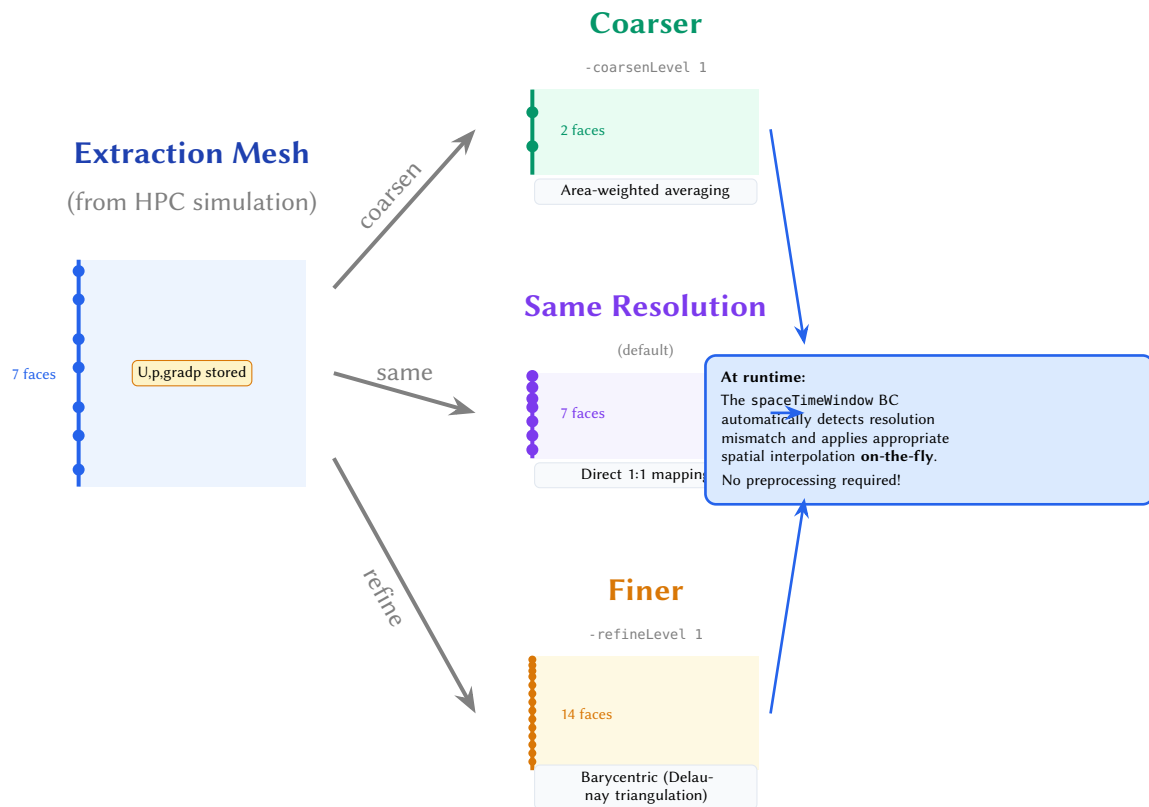 Coarser
-coarsenLevel 1
2 faces
Area-weighted averaging
Extraction Mesh
(from HPC simulation)
7 faces
U,p,gradp stored
coarsen
same
refine
Same Resolution
(default)
7 faces
Direct 1:1 mapping
At runtime:
The spaceTimeWindow BC
automatically detects resolution
mismatch and applies appropriate
spatial interpolation on-the-fly.
No preprocessing required!
Finer
-refineLevel 1
14 faces
Barycentric (Delau-
nay triangulation)